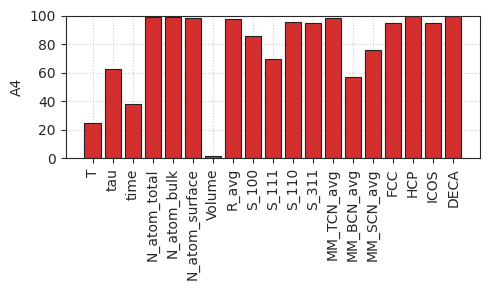 A4
100
80
60
40
20
0
T
tau
time
N_atom_total
N_atom_bulk
N_atom_surface
Volume
R_avg
S_100
S_111
S_110
S_311
MM_TCN_avg
MM_BCN_avg
MM_SCN_avg
FCC
HCP
ICOS
DECA